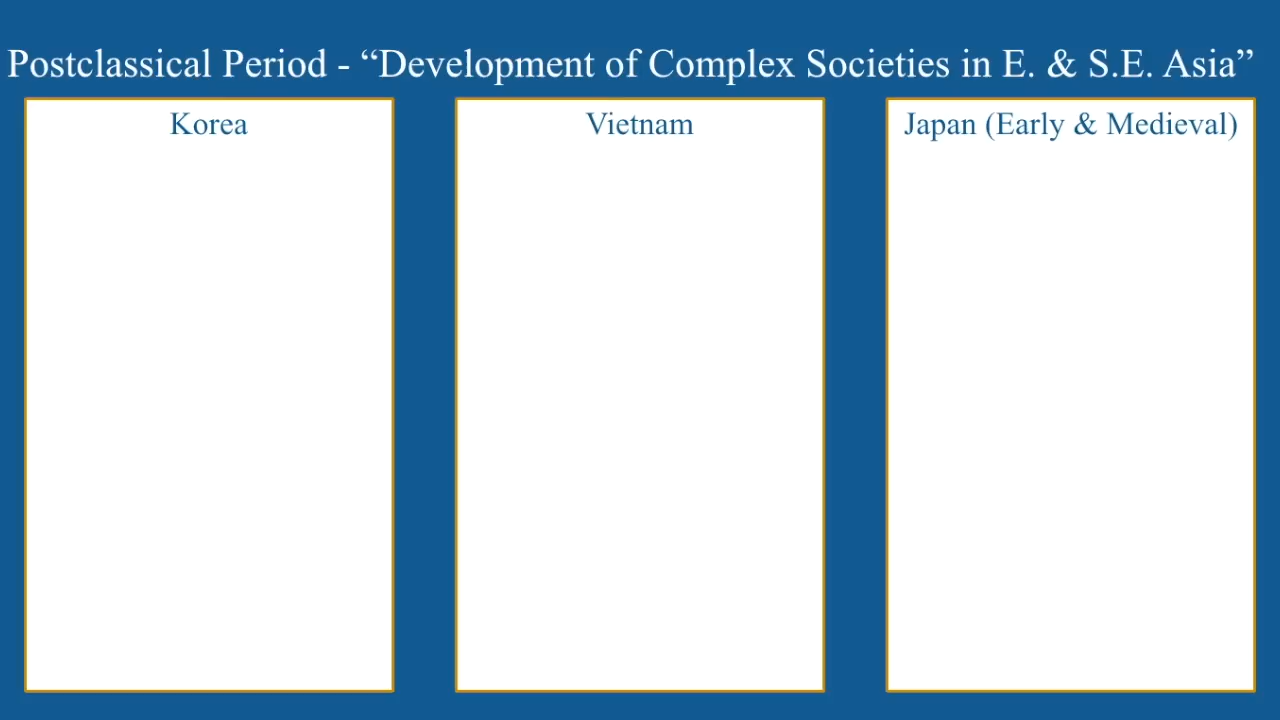 Postclassical Period - “Development of Complex Societies in E. & S.E. Asia”
Korea
Vietnam
Japan (Early & Medieval)